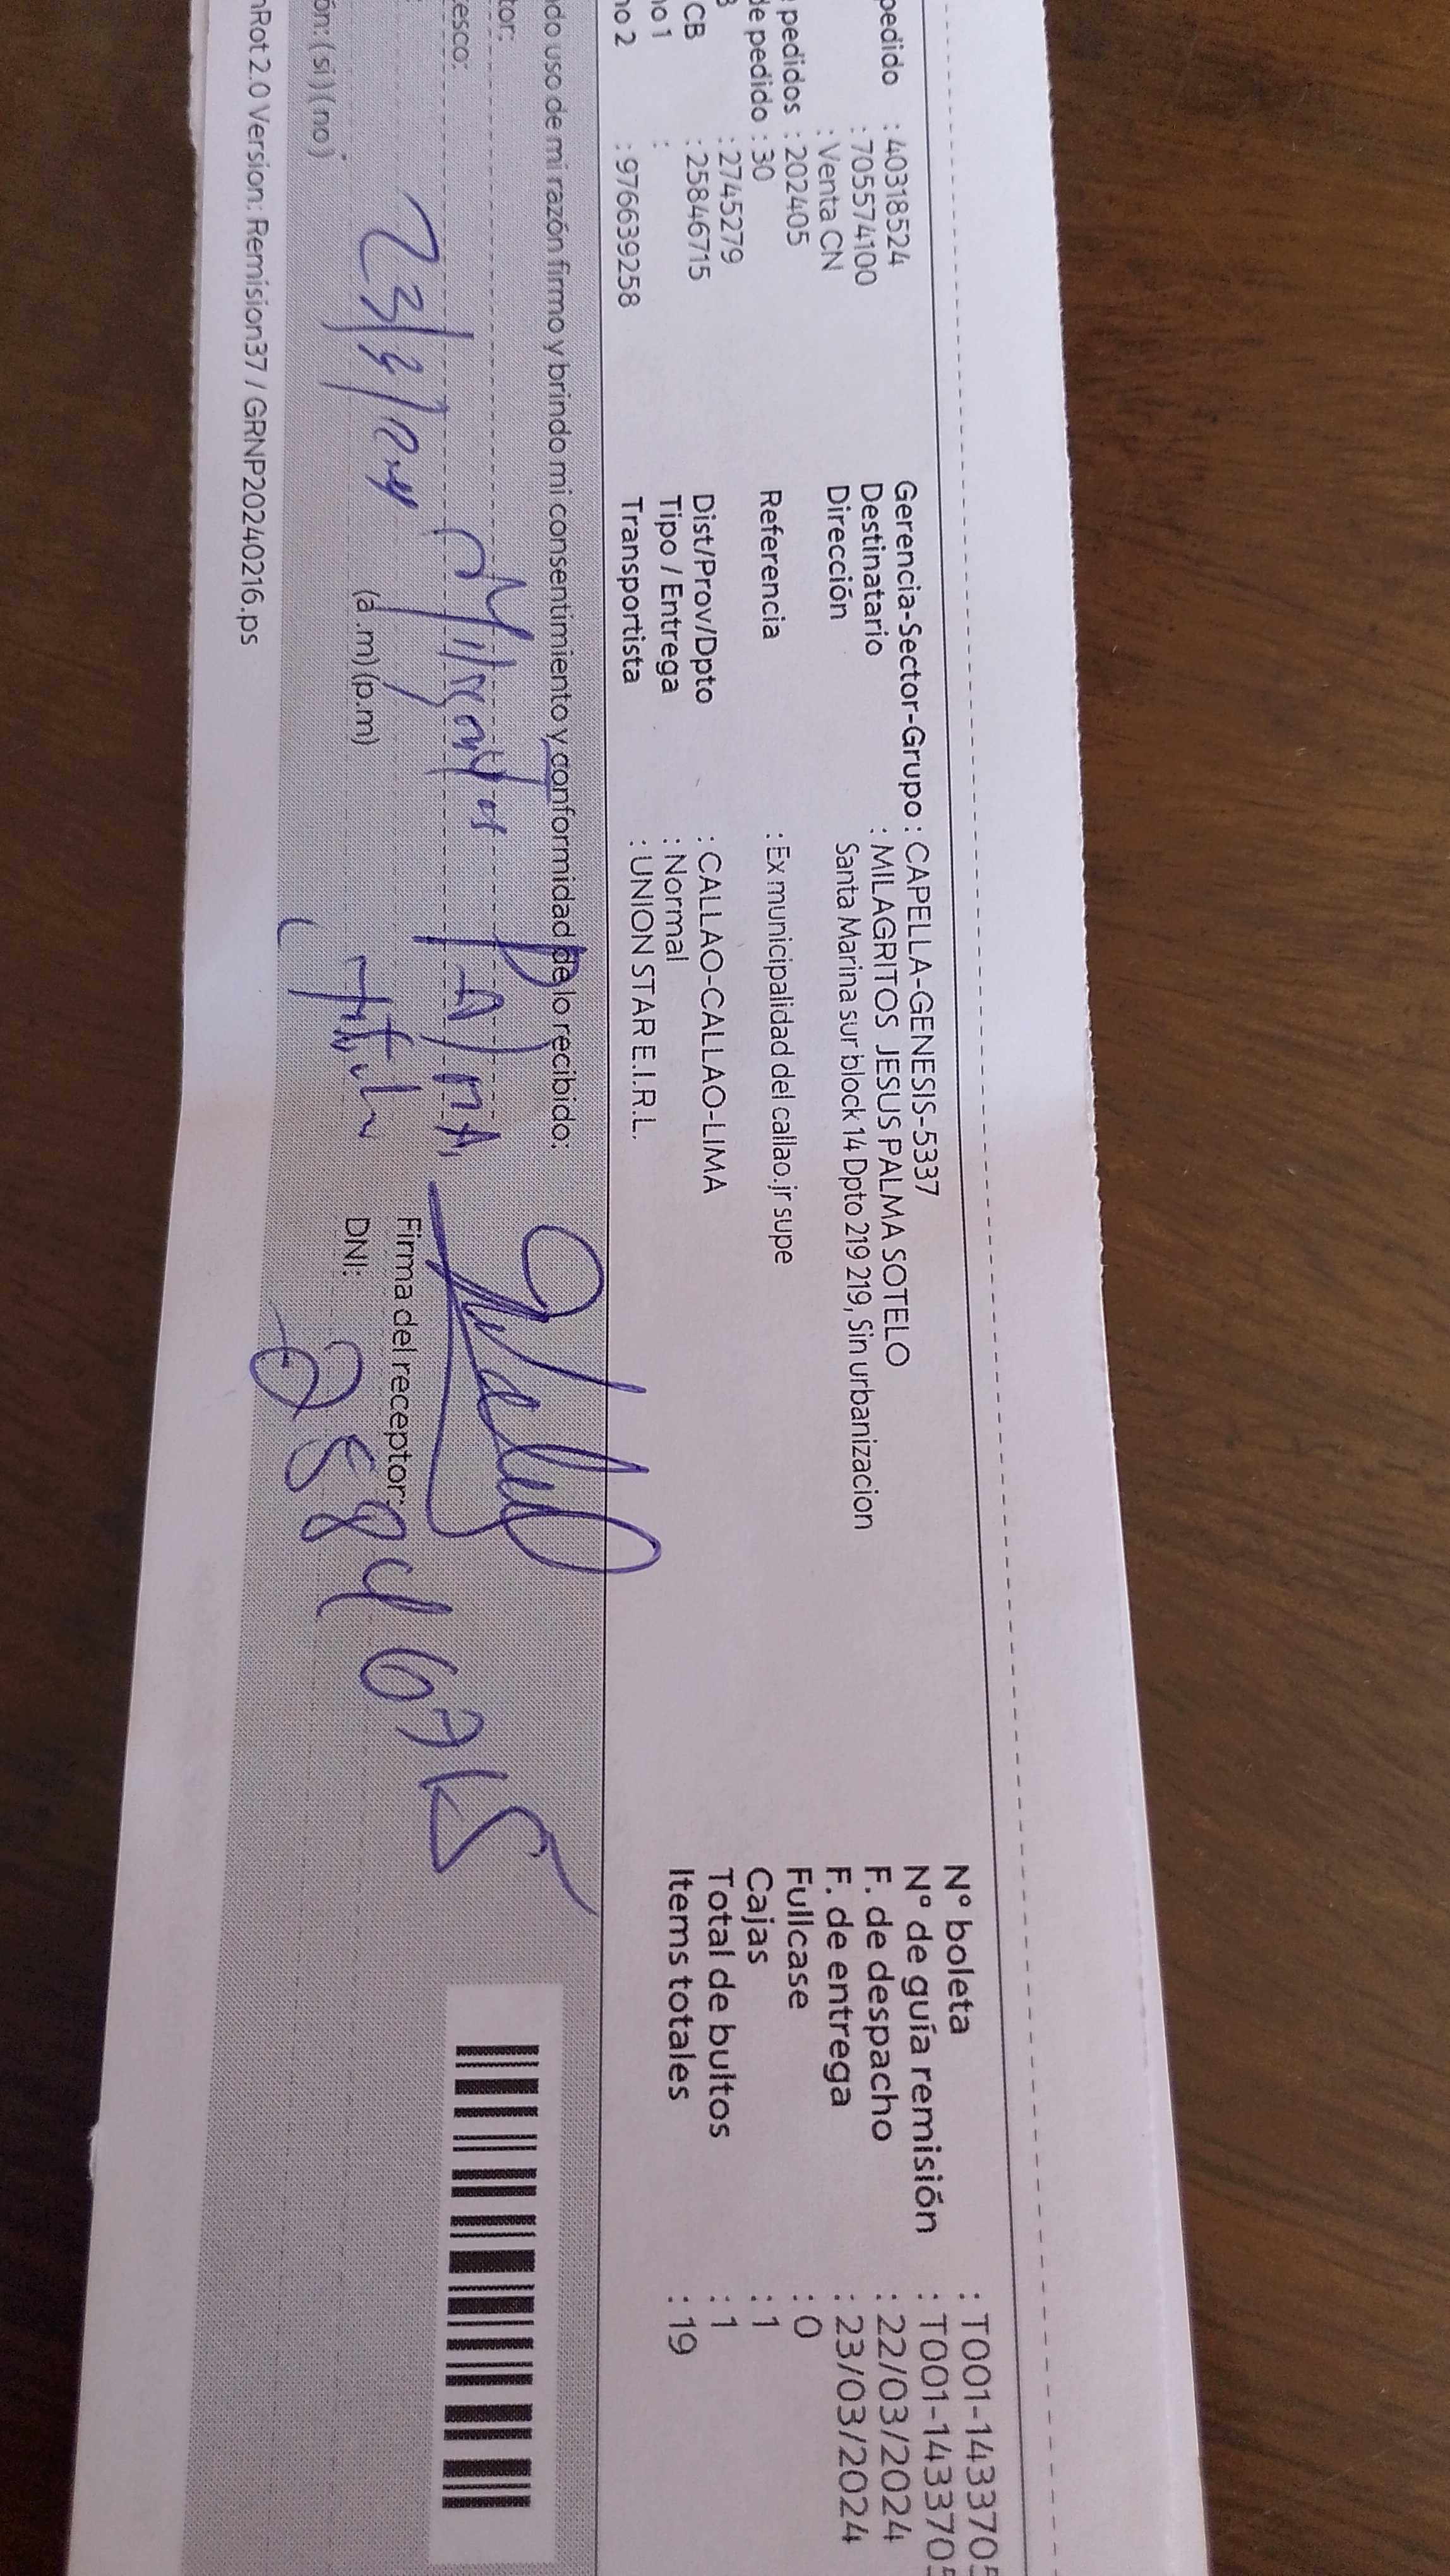 pedido : 40318524
: 705574100
: Venta CN
pedidos : 202405
de pedido : 30
: 2745279
CB : 25846715
no 1 :
no 2 : 976639258
Gerencia-Sector-Grupo : CAPELLA-GENESIS-5337
Destinatario : MILAGRITOS JESUS PALMA SOTELO
Dirección Santa Marina sur block 14 Dpto 219 219, Sin urbanizacion
Referencia : Ex municipalidad del callao.jr supe
Dist/Prov/Dpto : CALLAO-CALLAO-LIMA
Tipo / Entrega : Normal
Transportista : UNION STAR E.I.R.L.
N° boleta : T001-143370
N° de guía remisión : T001-143370
F. de despacho : 22/03/2024
F. de entrega : 23/03/2024
Fullcase : 0
Cajas : 1
Total de bultos : 1
Items totales : 19
do uso de mi razón firmo y brindo mi consentimiento y conformidad de lo recibido:
tor: Milagritos Palma
esco:
Firma del receptor:
(a.m) (p.m)
DNI: 25846715
ón: (si) (no)
nRot 2.0 Version: Remision37 / GRNP20240216.ps